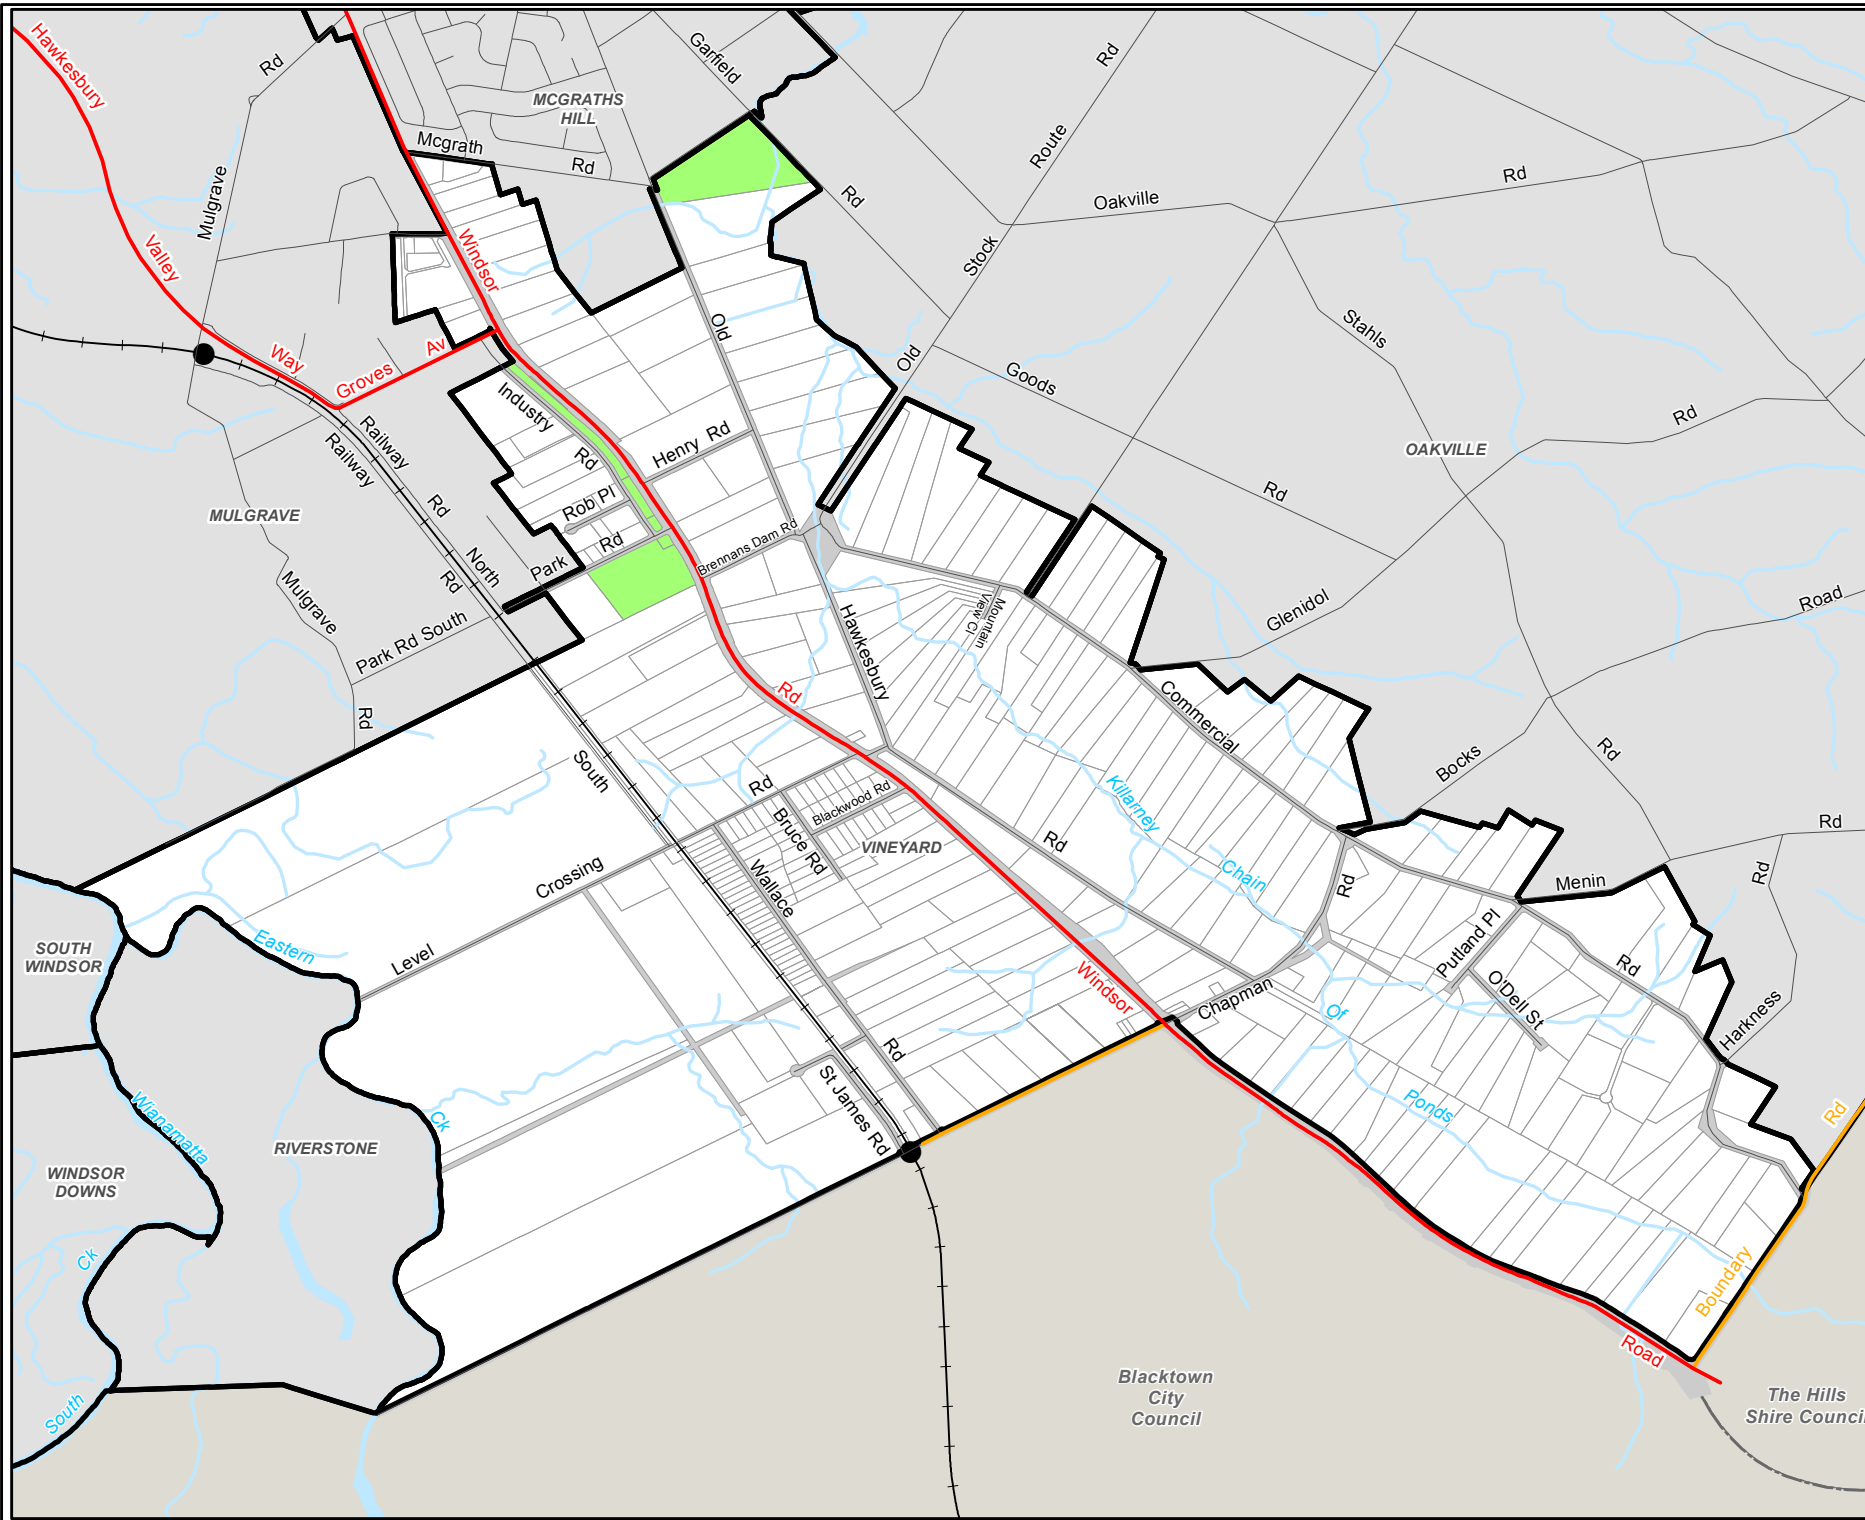 Hawkesbury
Rd
Garfield
Rd
MCGRATHS
HILL
Mcgrath
Rd
Route
Mulgrave
Rd
Oakville
Rd
Valley
Windsor
Stock
Old
Stahls
Way
Groves
Av
Old
Goods
Industry
Rd
Railway
Railway
Henry Rd
Rd
OAKVILLE
Rd
Rob Pl
Rd
MULGRAVE
Rd
Brennans Dam Rd
Park
North
Rd
Mulgrave
Park Rd South
Hawkesbury
Mountain
View Cl
Glenidol
Road
Rd
Rd
Commercial
South
Rd
Bocks
Rd
Killarney
Blackwood Rd
Bruce Rd
VINEYARD
Rd
Rd
Crossing
Wallace
Chain
Rd
Menin
Rd
Level
Eastern
SOUTH
WINDSOR
Putland Pl
Rd
Windsor
Chapman
O'Dell St
Of
Harkness
Rd
Wianamatta
Ck
St James Rd
Ponds
Rd
RIVERSTONE
WINDSOR
DOWNS
Ck
Boundary
Road
South
Blacktown
City
Council
The Hills
Shire Council